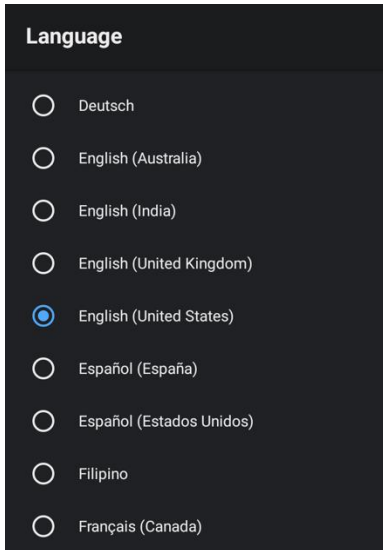 Language
Deutsch
English (Australia)
English (India)
English (United Kingdom)
English (United States)
Español (España)
Español (Estados Unidos)
Filipino
Français (Canada)